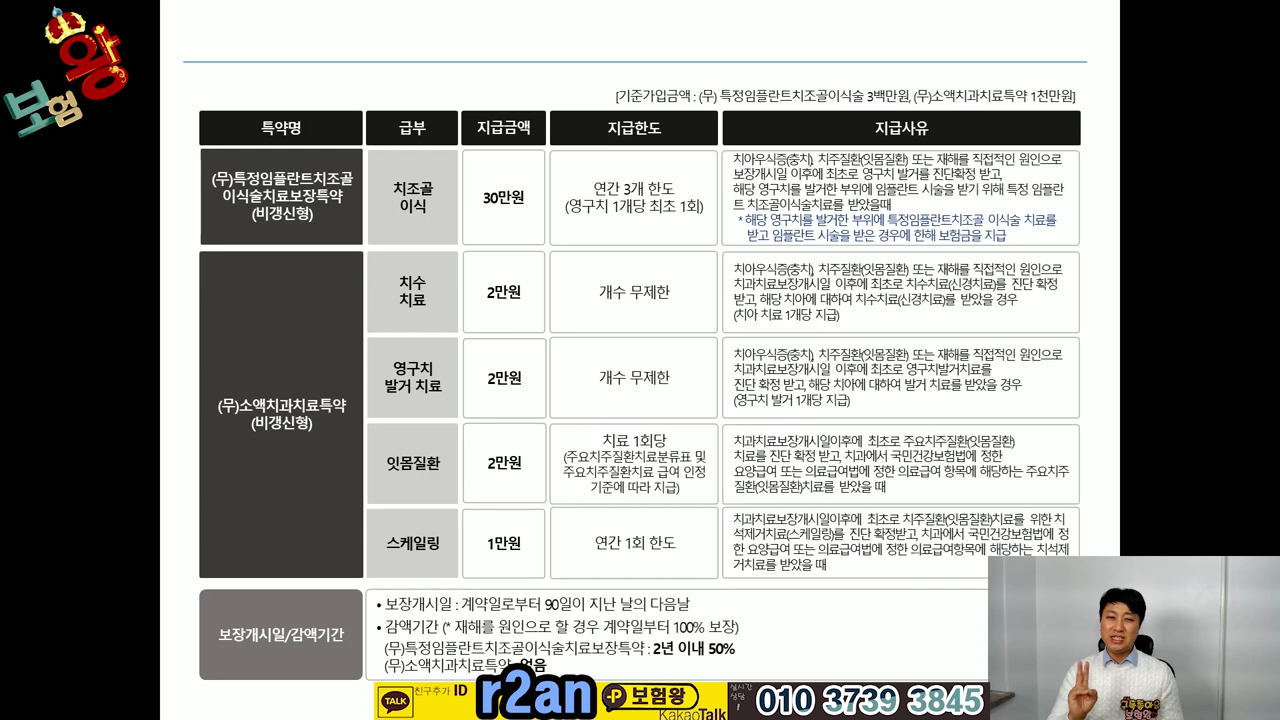 보험왕
[기준가입금액 : (무) 특정임플란트치조골이식술 3백만원, (무)소액치과치료특약 1천만원]
특약명 급부 지급금액 지급한도 지급사유
(무)특정임플란트치조골
이식술치료보장특약
(비갱신형)
치조골
이식
30만원
연간 3개 한도
(영구치 1개당 최초 1회)
치아우식증(충치), 치주질환(잇몸질환) 또는 재해를 직접적인 원인으로
보장개시일 이후에 최초로 영구치 발거를 진단확정 받고,
해당 영구치를 발거한 부위에 임플란트 시술을 받기 위해 특정 임플란
트 치조골이식술치료를 받았을때
* 해당 영구치를 발거한 부위에 특정임플란트치조골 이식술 치료를
받고 임플란트 시술을 받은 경우에 한해 보험금을 지급
(무)소액치과치료특약
(비갱신형)
치수
치료
2만원
개수 무제한
치아우식증(충치), 치주질환(잇몸질환) 또는 재해를 직접적인 원인으로
치과치료보장개시일 이후에 최초로 치수치료(신경치료)를 진단 확정
받고, 해당 치아에 대하여 치수치료(신경치료)를 받았을 경우
(치아 치료 1개당 지급)
영구치
발거 치료
2만원
개수 무제한
치아우식증(충치), 치주질환(잇몸질환) 또는 재해를 직접적인 원인으로
치과치료보장개시일 이후에 최초로 영구치발거치료를
진단 확정 받고, 해당 치아에 대하여 발거 치료를 받았을 경우
(영구치 발거 1개당 지급)
잇몸질환
2만원
치료 1회당
(주요치주질환치료분류표 및
주요치주질환치료 급여 인정
기준에 따라 지급)
치과치료보장개시일이후에 최초로 주요치주질환(잇몸질환)
치료를 진단 확정 받고, 치과에서 국민건강보험법에 정한
요양급여 또는 의료급여법에 정한 의료급여 항목에 해당하는 주요치주
질환(잇몸질환)치료를 받았을 때
스케일링
1만원
연간 1회 한도
치과치료보장개시일이후에 최초로 치주질환(잇몸질환)치료를 위한 치
석제거치료(스케일링)를 진단 확정받고, 치과에서 국민건강보험법에 정
한 요양급여 또는 의료급여법에 정한 의료급여항목에 해당하는 치석제
거치료를 받았을 때
보장개시일/감액기간
• 보장개시일 : 계약일로부터 90일이 지난 날의 다음날
• 감액기간 (* 재해를 원인으로 할 경우 계약일부터 100% 보장)
(무)특정임플란트치조골이식술치료보장특약 : 2년 이내 50%
(무)소액치과치료특약 없음
TALK 친구추가 ID r2an 보험왕 KakaoTalk
실시간 상담 ! 010 3739 3845